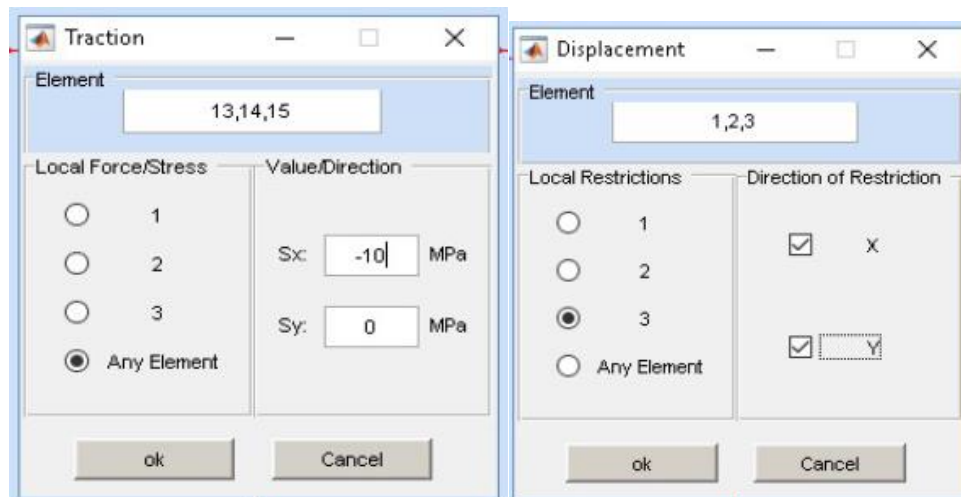 Traction
Element
13,14,15
Local Force/Stress
1
2
3
Any Element
Value/Direction
Sx: -10 MPa
Sy: 0 MPa
ok Cancel
Displacement
Element
1,2,3
Local Restrictions
1
2
3
Any Element
Direction of Restriction
X
Y
ok Cancel